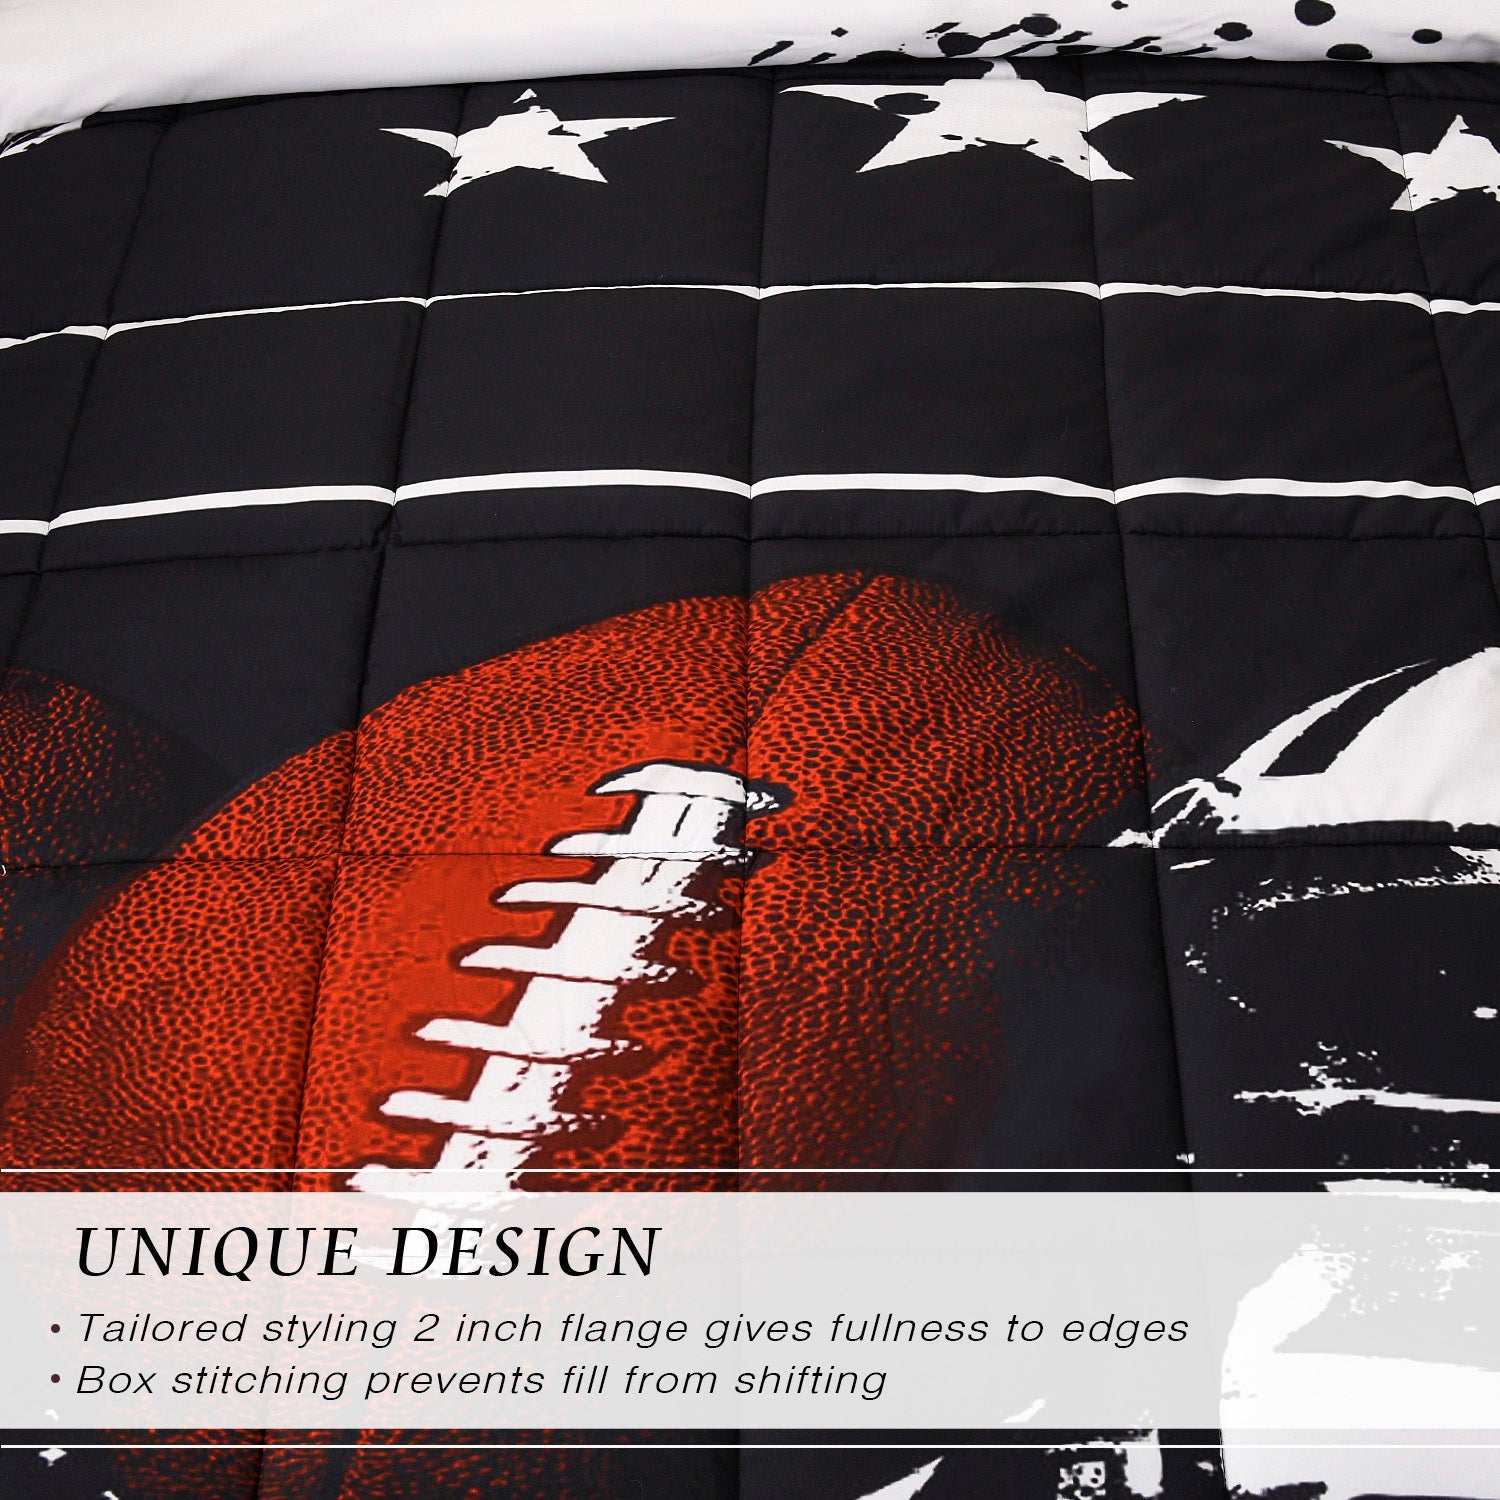 UNIQUE DESIGN
• Tailored styling 2 inch flange gives fullness to edges
• Box stitching prevents fill from shifting